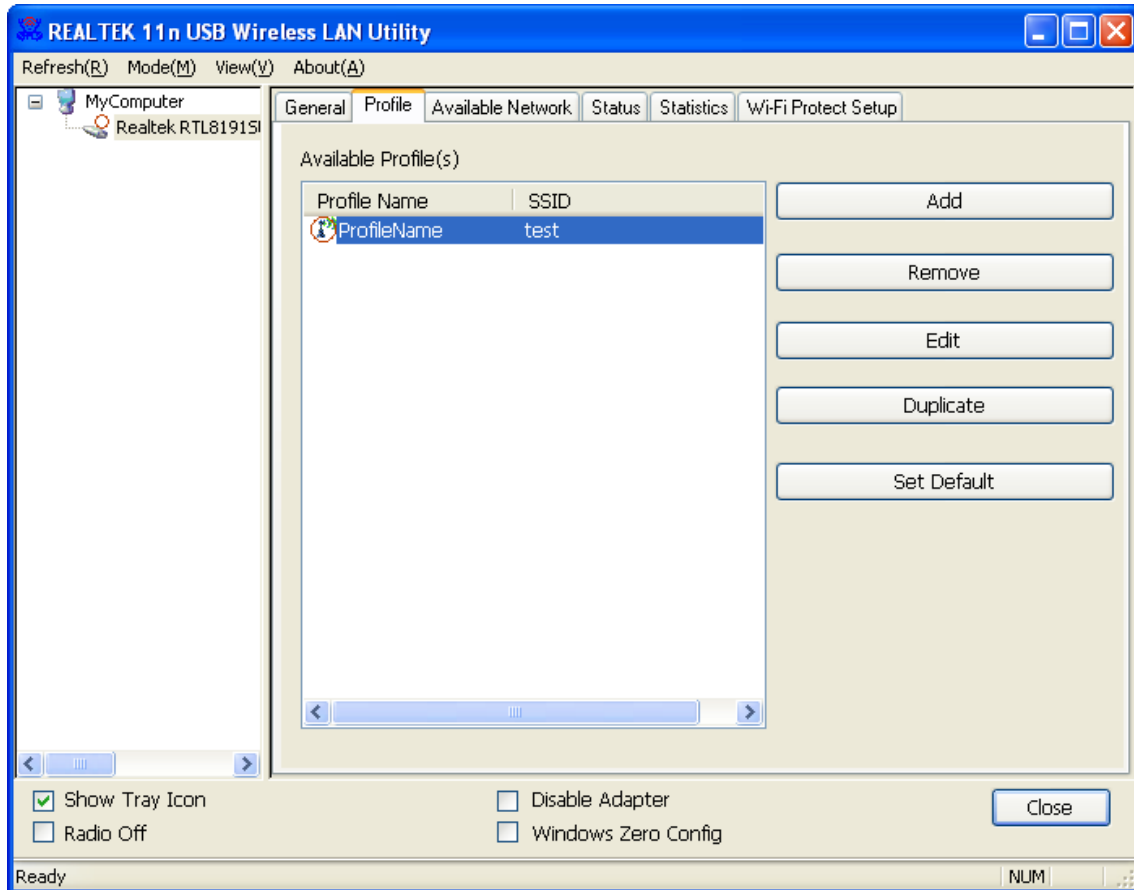 REALTEK 11n USB Wireless LAN Utility
Refresh(R) Mode(M) View(V) About(A)
MyComputer
Realtek RTL8191SU
General Profile Available Network Status Statistics Wi-Fi Protect Setup
Available Profile(s)
Profile Name SSID
ProfileName test
Add
Remove
Edit
Duplicate
Set Default
Show Tray Icon
Radio Off
Disable Adapter
Windows Zero Config
Close
Ready
NUM